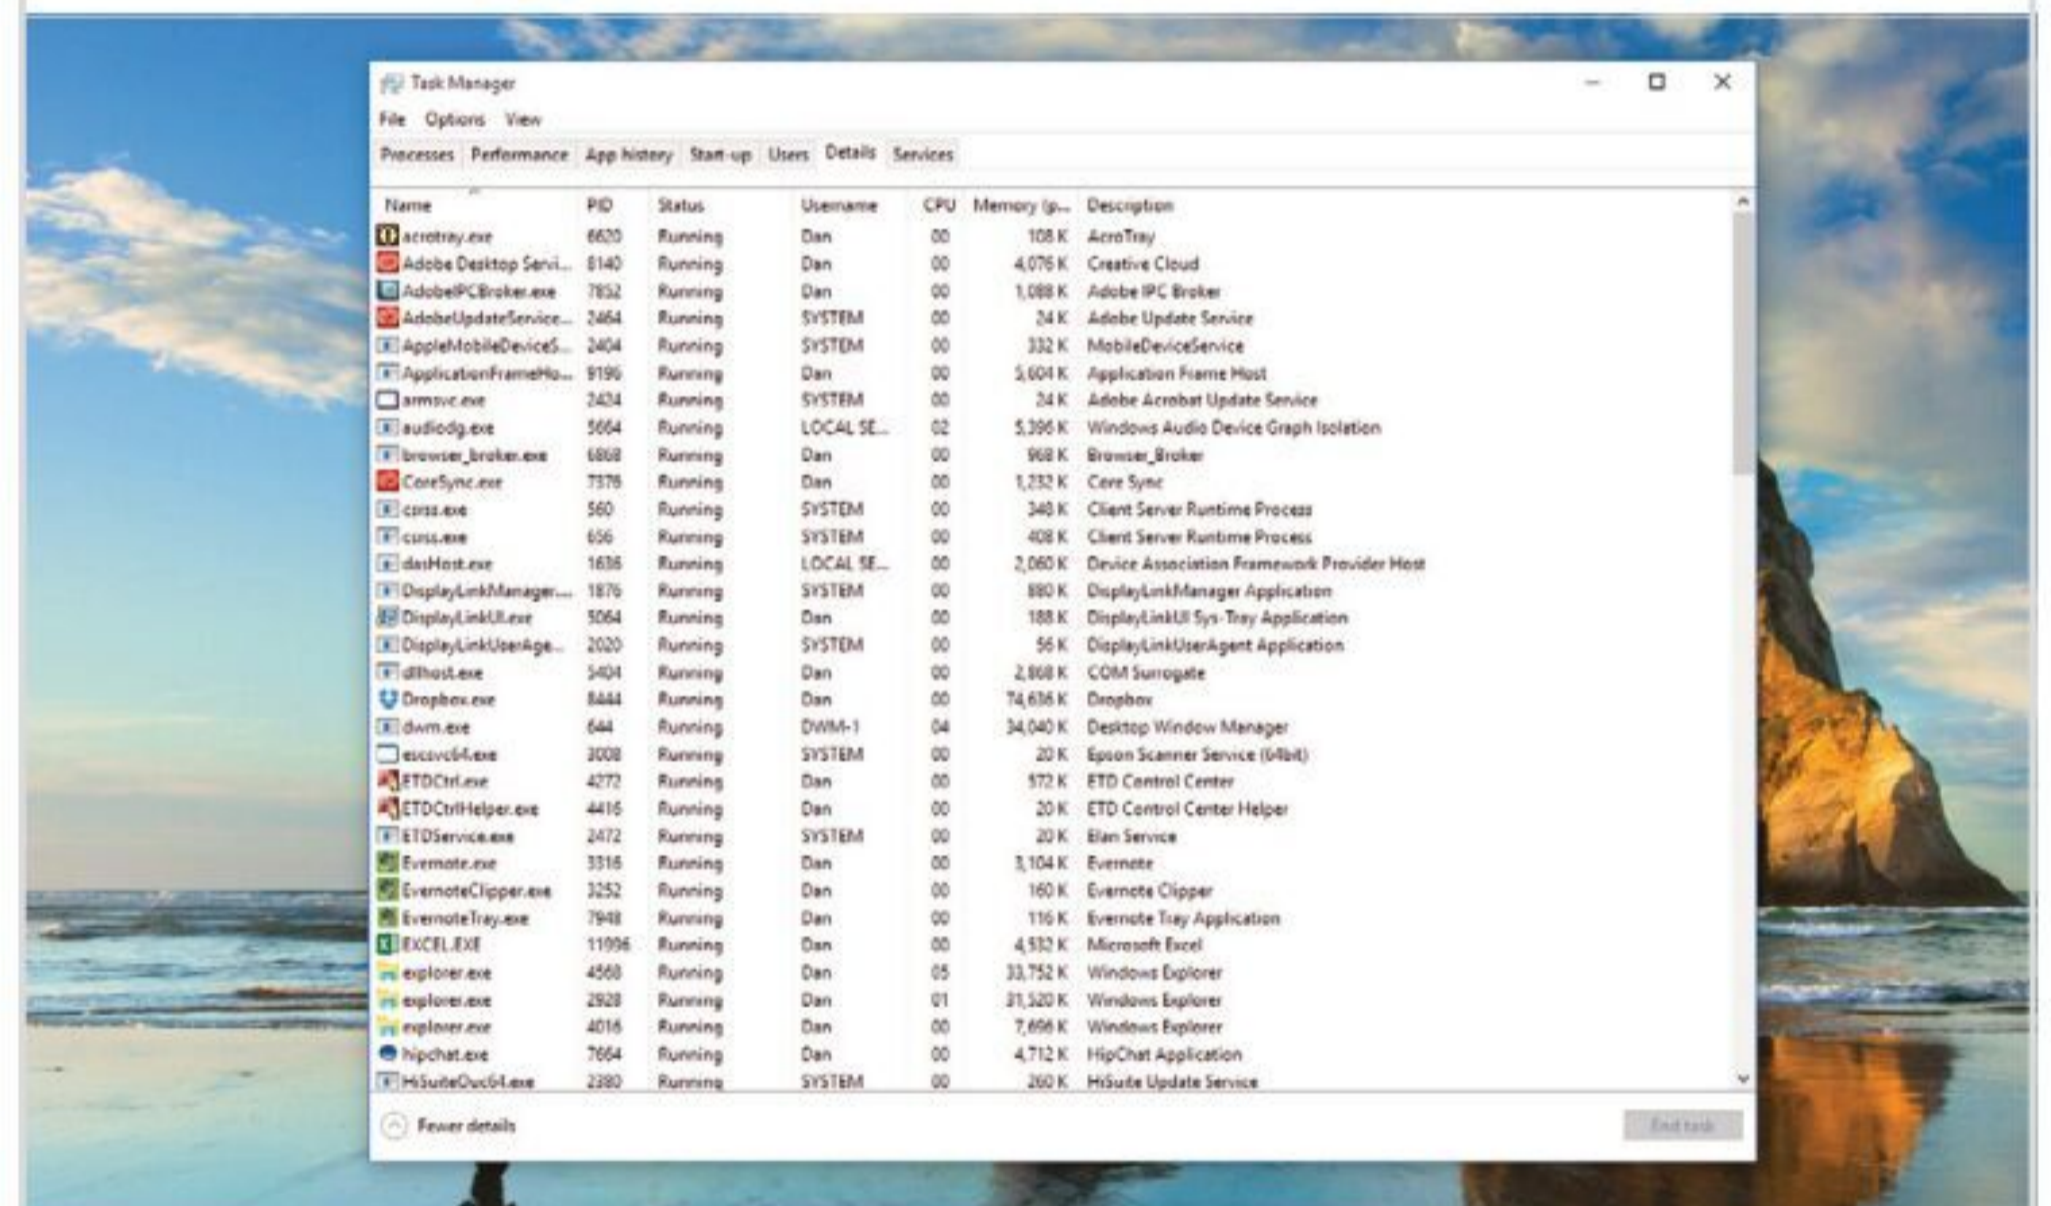 Task Manager
File Options View
Processes Performance App history Start-up Users Details Services
Name PID Status Username CPU Memory (p... Description
acrotray.exe 6620 Running Dan 00 108 K AcroTray
Adobe Desktop Servi... 8140 Running Dan 00 4,076 K Creative Cloud
AdobeIPCBroker.exe 7852 Running Dan 00 1,088 K Adobe IPC Broker
AdobeUpdateService... 2464 Running SYSTEM 00 24 K Adobe Update Service
AppleMobileDeviceS... 2404 Running SYSTEM 00 332 K MobileDeviceService
ApplicationFrameHo... 9196 Running Dan 00 5,604 K Application Frame Host
armsvc.exe 2424 Running SYSTEM 00 24 K Adobe Acrobat Update Service
audiodg.exe 5664 Running LOCAL SE... 02 5,396 K Windows Audio Device Graph Isolation
browser_broker.exe 6868 Running Dan 00 968 K Browser_Broker
CoreSync.exe 7376 Running Dan 00 1,232 K Core Sync
csrss.exe 560 Running SYSTEM 00 348 K Client Server Runtime Process
csrss.exe 656 Running SYSTEM 00 408 K Client Server Runtime Process
dasHost.exe 1636 Running LOCAL SE... 00 2,060 K Device Association Framework Provider Host
DisplayLinkManager.... 1876 Running SYSTEM 00 880 K DisplayLinkManager Application
DisplayLinkUI.exe 5064 Running Dan 00 188 K DisplayLinkUI Sys-Tray Application
DisplayLinkUserAge... 2020 Running SYSTEM 00 56 K DisplayLinkUserAgent Application
dllhost.exe 5404 Running Dan 00 2,868 K COM Surrogate
Dropbox.exe 8444 Running Dan 00 74,636 K Dropbox
dwm.exe 644 Running DWM-1 04 34,040 K Desktop Window Manager
escsvc64.exe 3008 Running SYSTEM 00 20 K Epson Scanner Service (64bit)
ETDCtrl.exe 4272 Running Dan 00 572 K ETD Control Center
ETDCtrlHelper.exe 4416 Running Dan 00 20 K ETD Control Center Helper
ETDService.exe 2472 Running SYSTEM 00 20 K Elan Service
Evernote.exe 3316 Running Dan 00 3,104 K Evernote
EvernoteClipper.exe 3252 Running Dan 00 160 K Evernote Clipper
EvernoteTray.exe 7948 Running Dan 00 116 K Evernote Tray Application
EXCEL.EXE 11996 Running Dan 00 4,532 K Microsoft Excel
explorer.exe 4568 Running Dan 05 33,752 K Windows Explorer
explorer.exe 2928 Running Dan 01 31,520 K Windows Explorer
explorer.exe 4016 Running Dan 00 7,696 K Windows Explorer
hipchat.exe 7664 Running Dan 00 4,712 K HipChat Application
HiSuiteOuc64.exe 2380 Running SYSTEM 00 260 K HiSuite Update Service
Fewer details End task